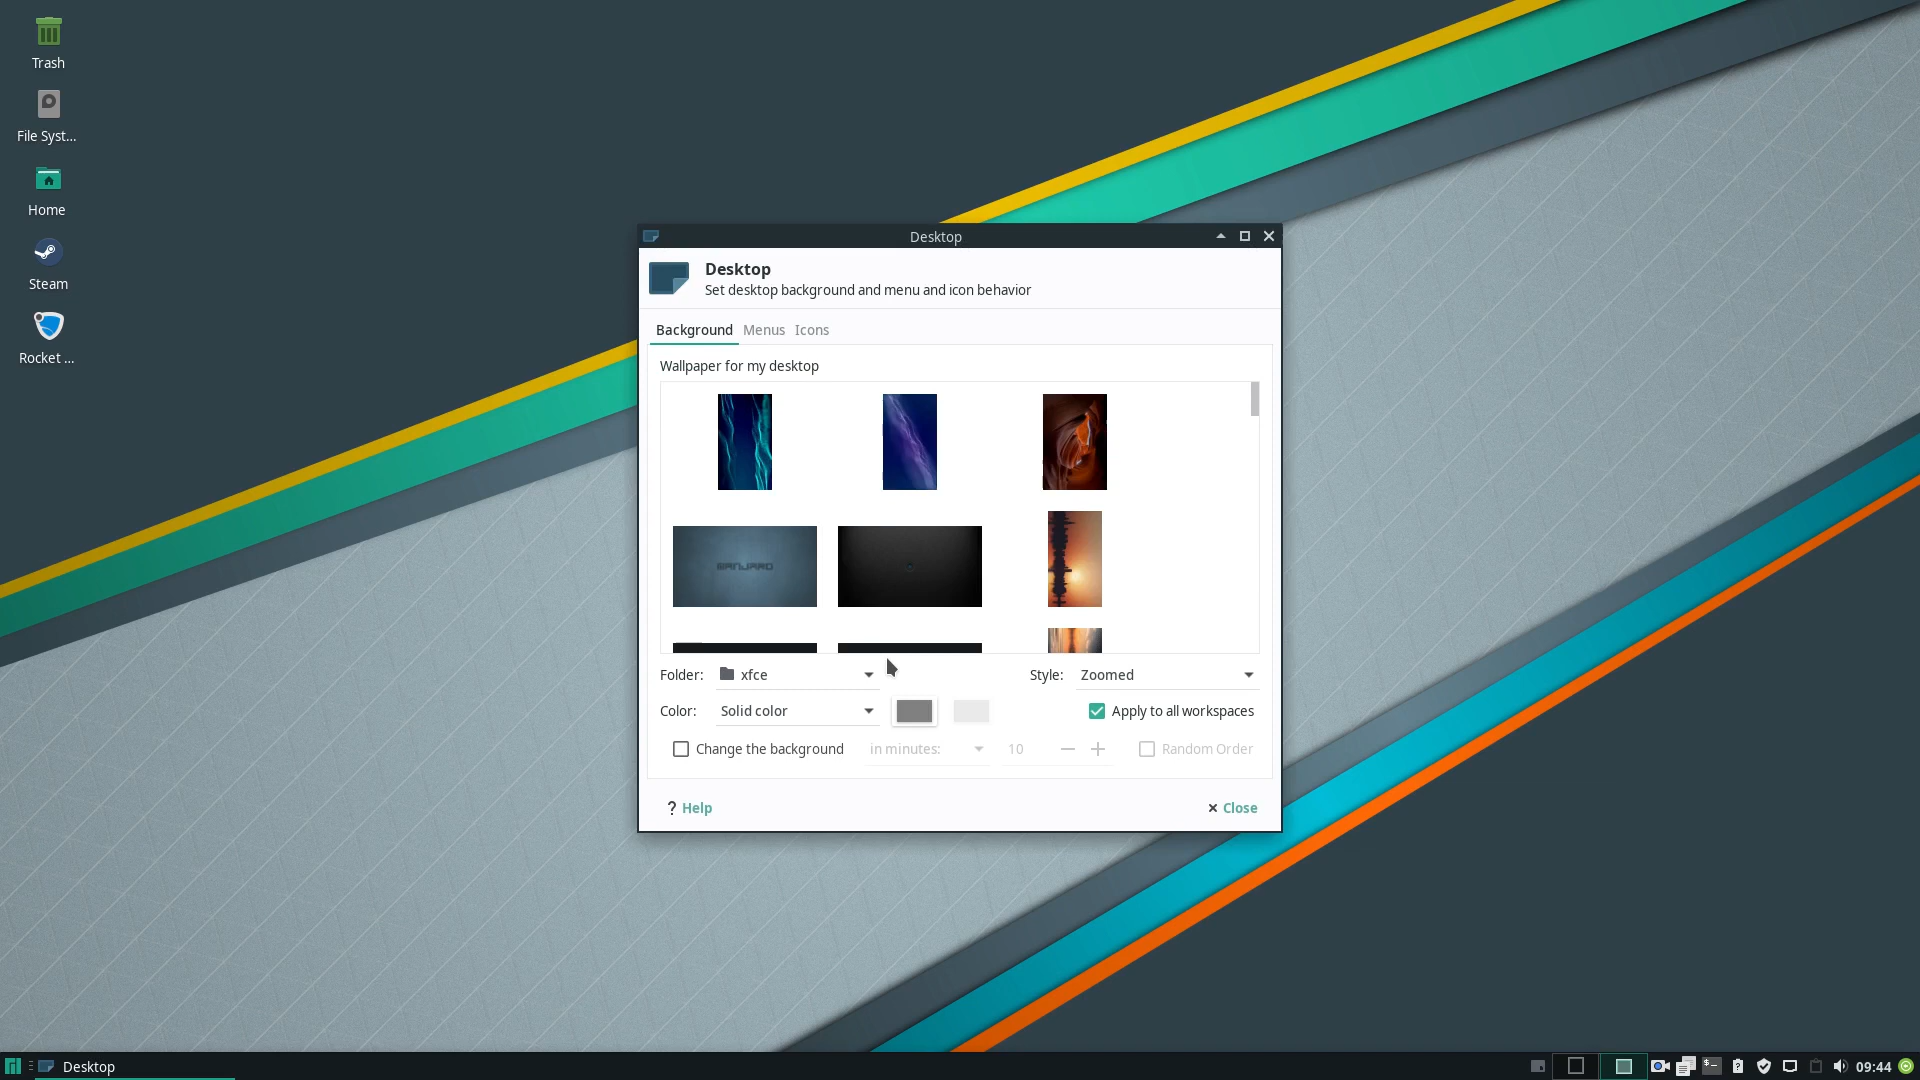 Trash
File Syst...
Home
Steam
Rocket ...
Desktop
Desktop
Set desktop background and menu and icon behavior
Background Menus Icons
Wallpaper for my desktop
MANJARO
Folder: xfce Style: Zoomed
Color: Solid color Apply to all workspaces
Change the background in minutes: 10 Random Order
? Help
Close
Desktop
09:44